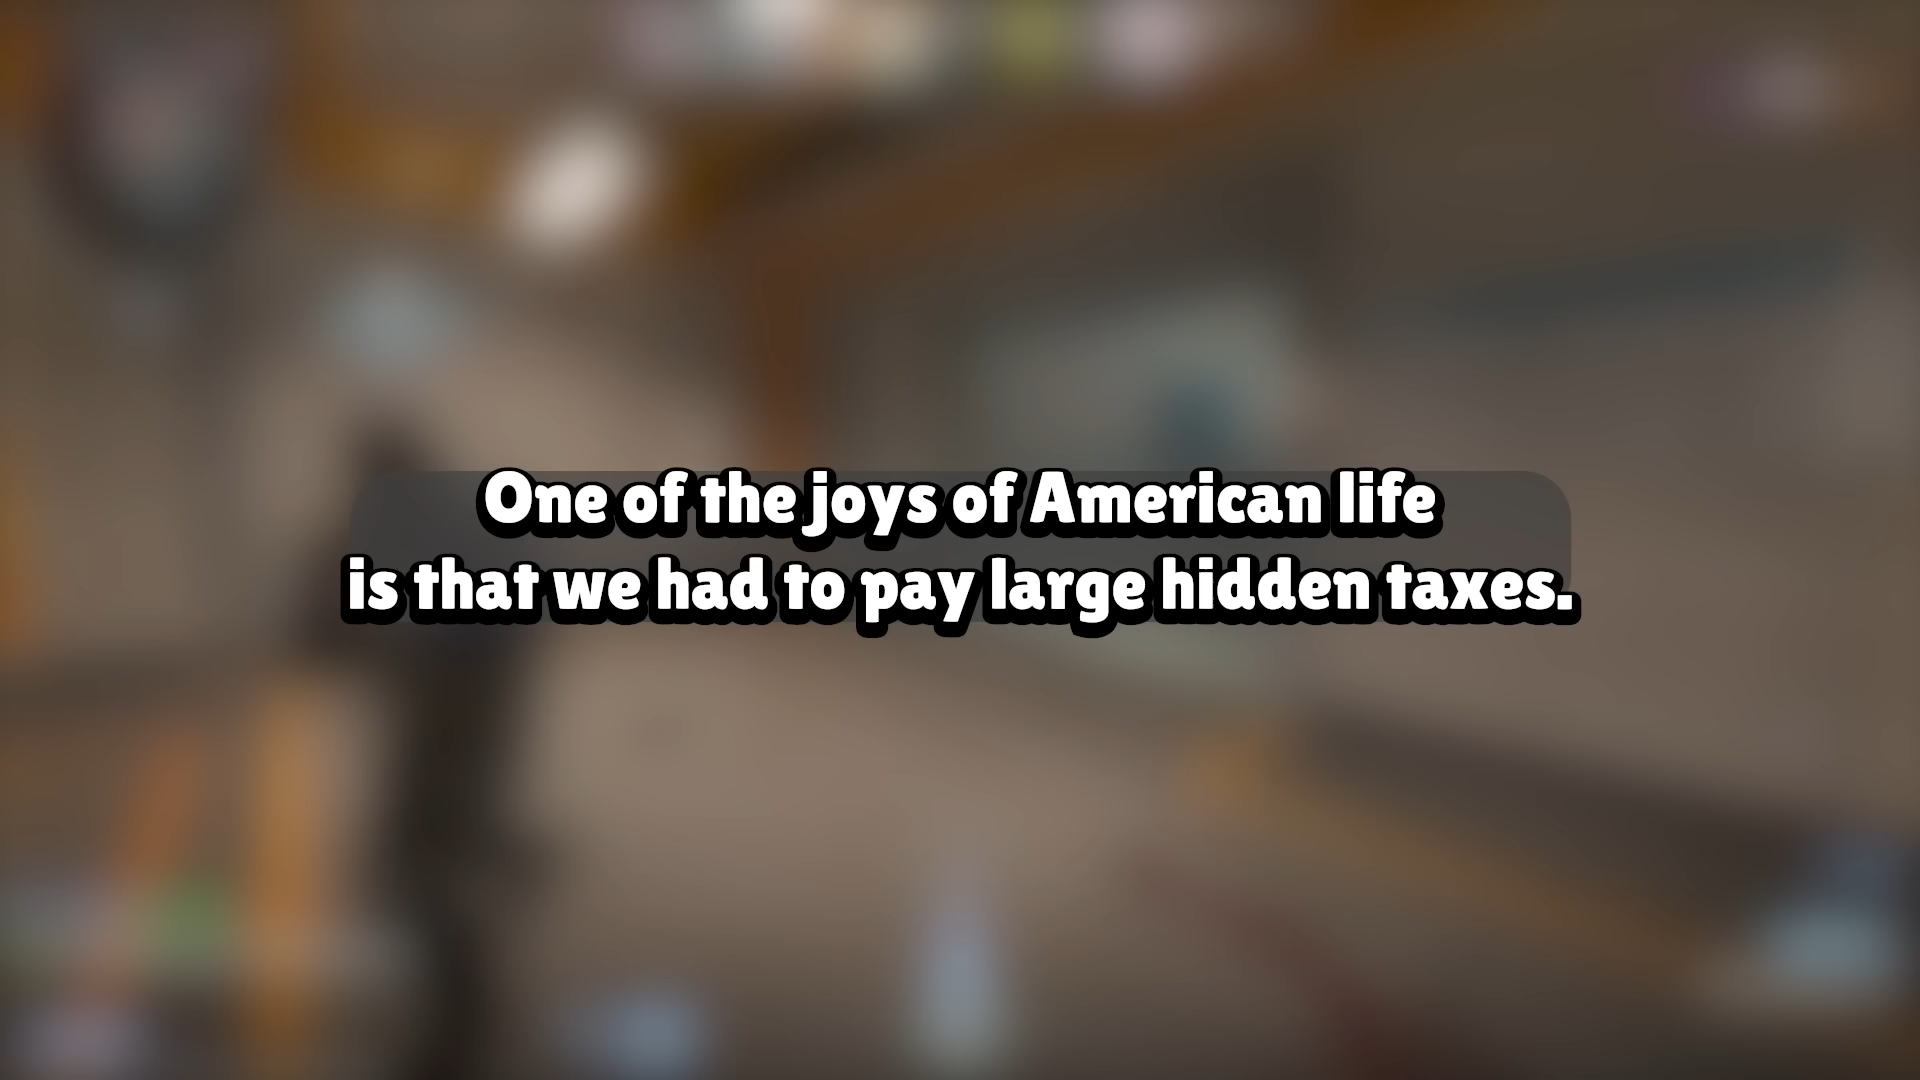 One of the joys of American life
is that we had to pay large hidden taxes.